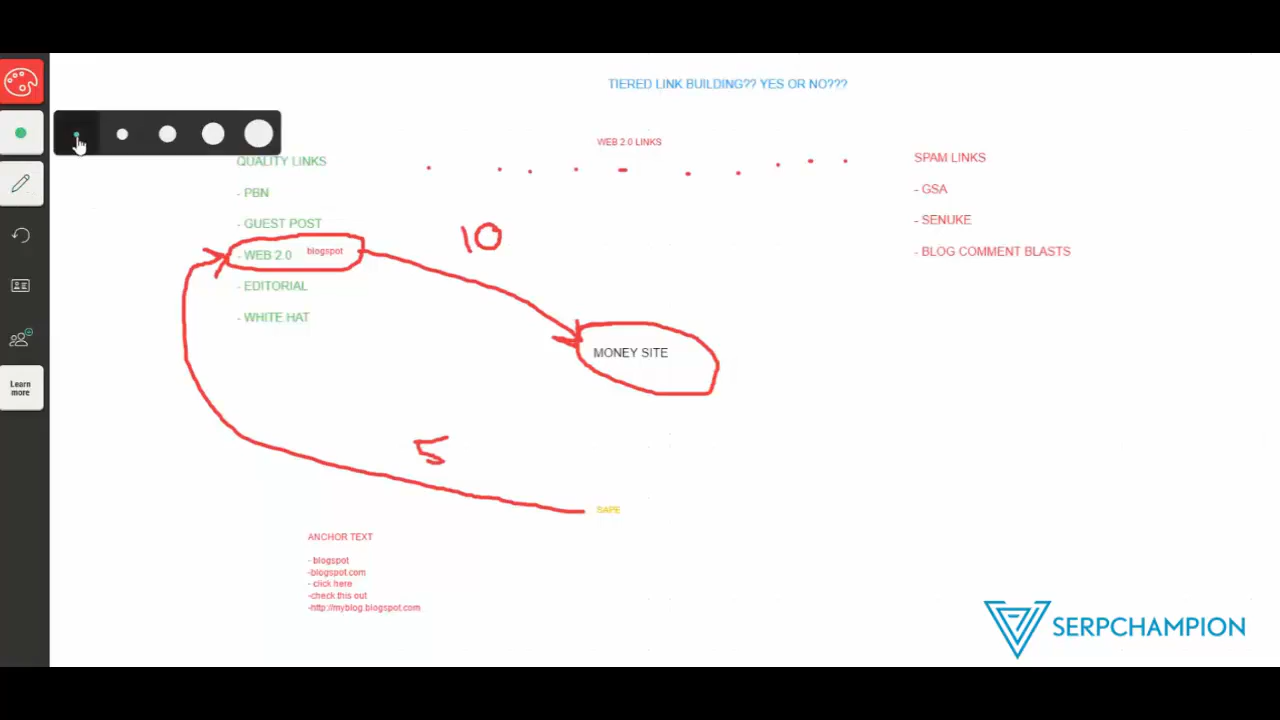 TIERED LINK BUILDING?? YES OR NO???
WEB 2.0 LINKS
QUALITY LINKS
- PBN
- GUEST POST
- WEB 2.0 blogspot
- EDITORIAL
- WHITE HAT
SPAM LINKS
- GSA
- SENUKE
- BLOG COMMENT BLASTS
10
MONEY SITE
5
SAPE
ANCHOR TEXT
- blogspot
-blogspot.com
- click here
-check this out
-http://myblog.blogspot.com
Learn
more
SERPCHAMPION